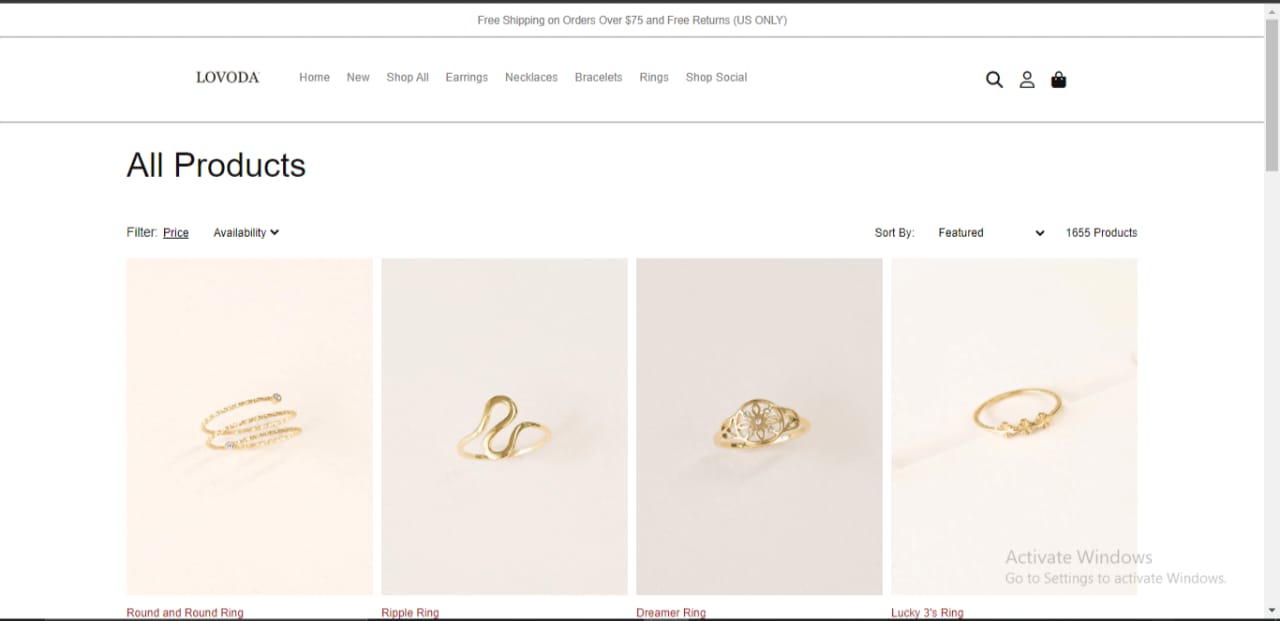 Free Shipping on Orders Over $75 and Free Returns (US ONLY)
LOVODA Home New Shop All Earrings Necklaces Bracelets Rings Shop Social
All Products
Filter: Price Availability Sort By: Featured 1655 Products
Activate Windows
Go to Settings to activate Windows.
Round and Round Ring Ripple Ring Dreamer Ring Lucky 3's Ring